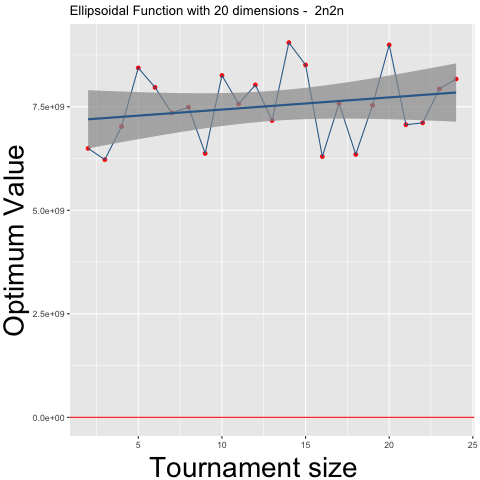 Ellipsoidal Function with 20 dimensions - 2n2n
Optimum Value
7.5e+09
5.0e+09
2.5e+09
0.0e+00
5 10 15 20 25
Tournament size